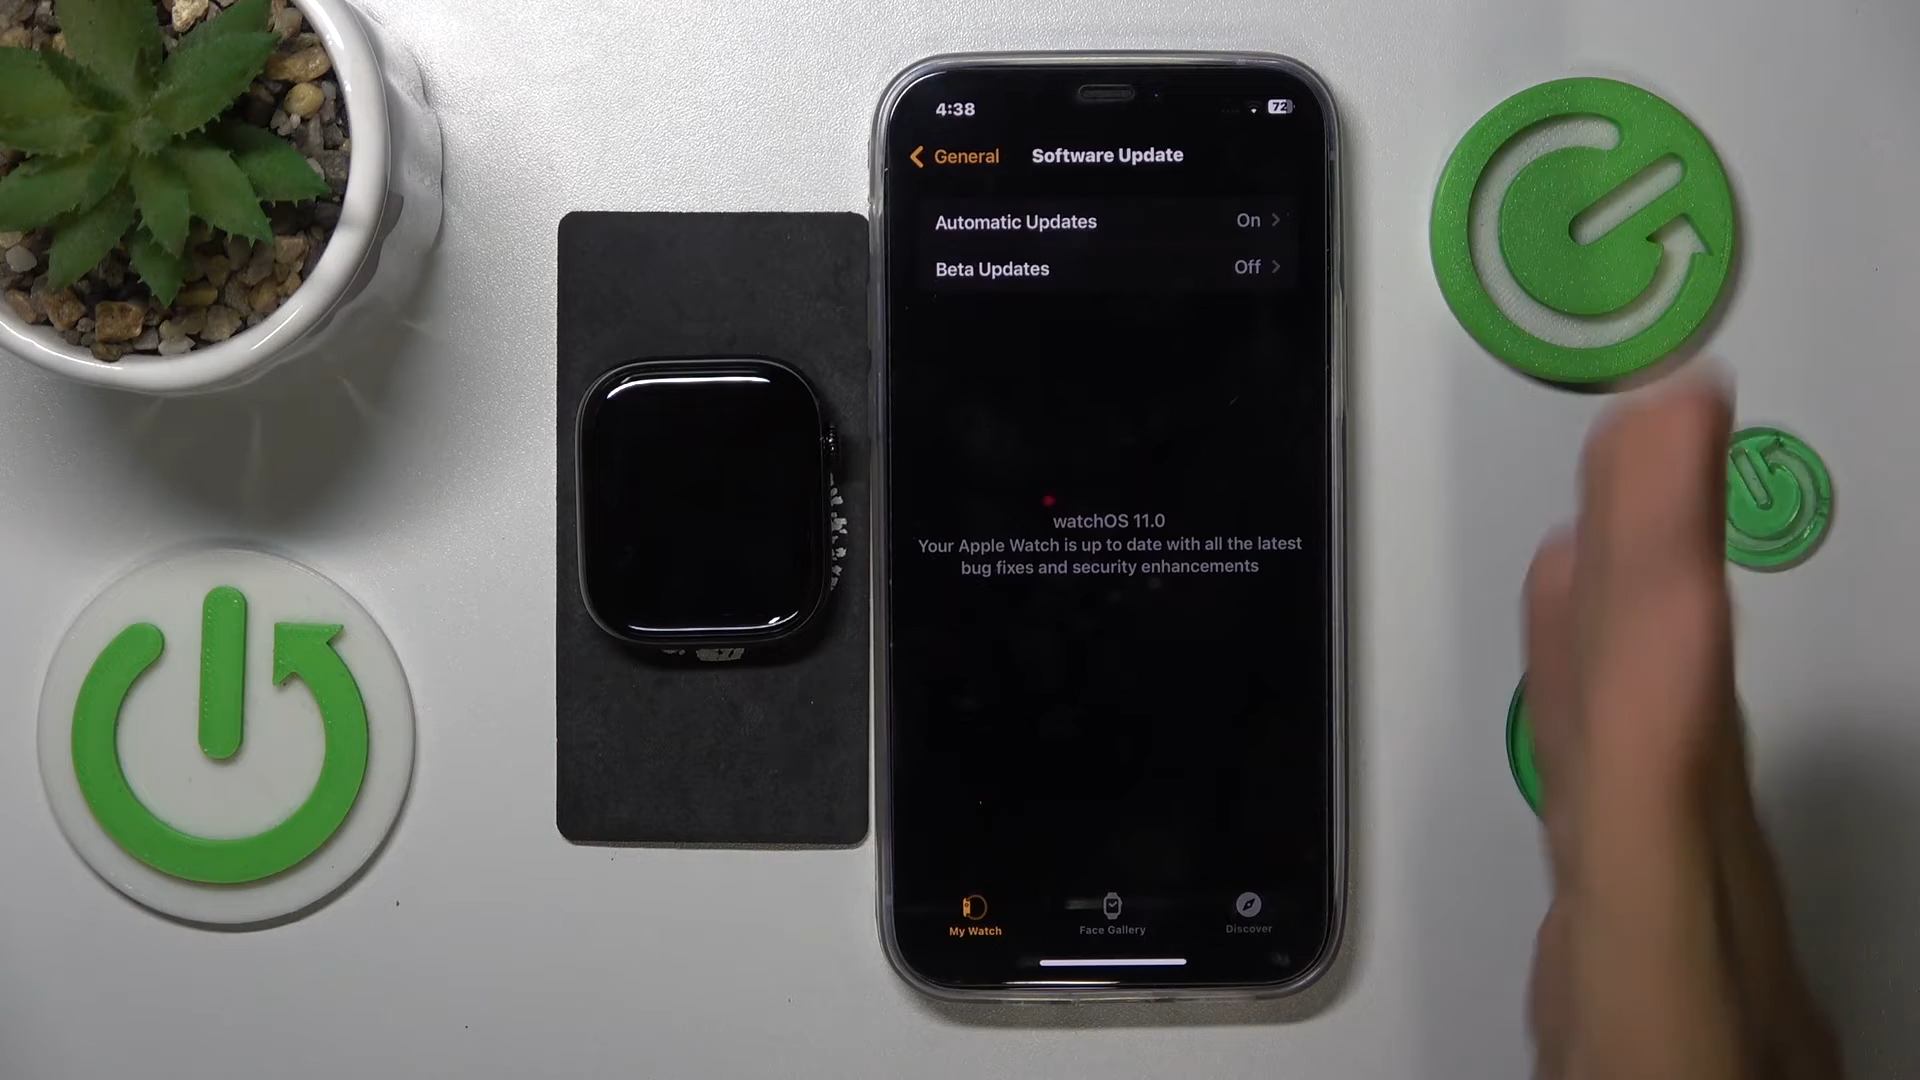 4:38
72
General
Software Update
Automatic Updates
On
Beta Updates
Off
watchOS 11.0
Your Apple Watch is up to date with all the latest
bug fixes and security enhancements
My Watch
Face Gallery
Discover